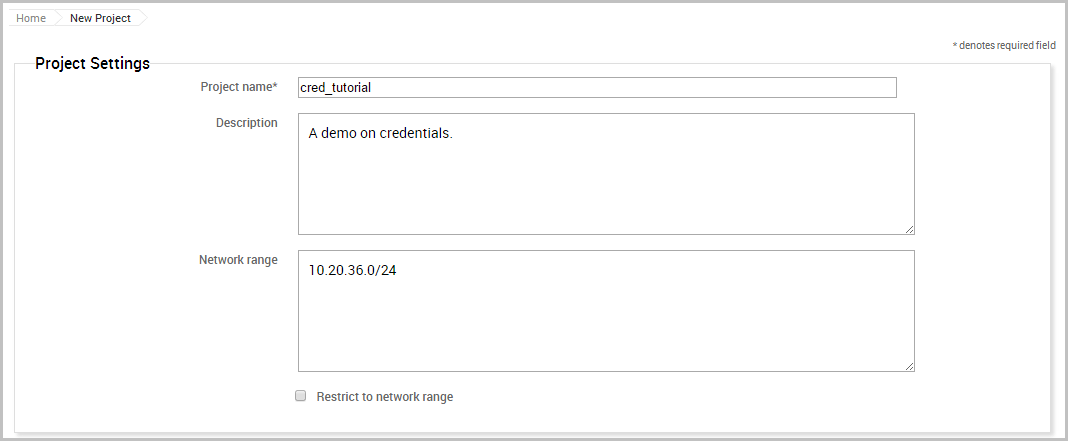 Home New Project
* denotes required field
Project Settings
Project name* cred_tutorial
Description A demo on credentials.
Network range 10.20.36.0/24
Restrict to network range